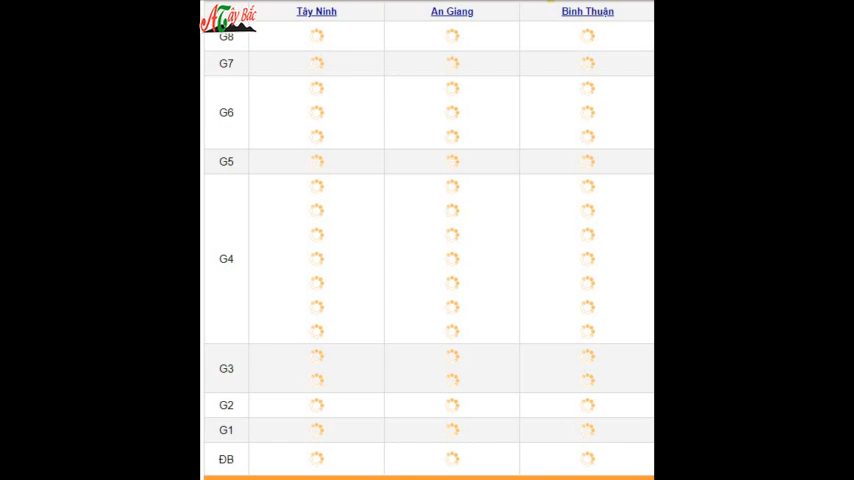 A Tây Bắc
Tây Ninh An Giang Bình Thuận
G8
G7
G6
G5
G4
G3
G2
G1
ĐB